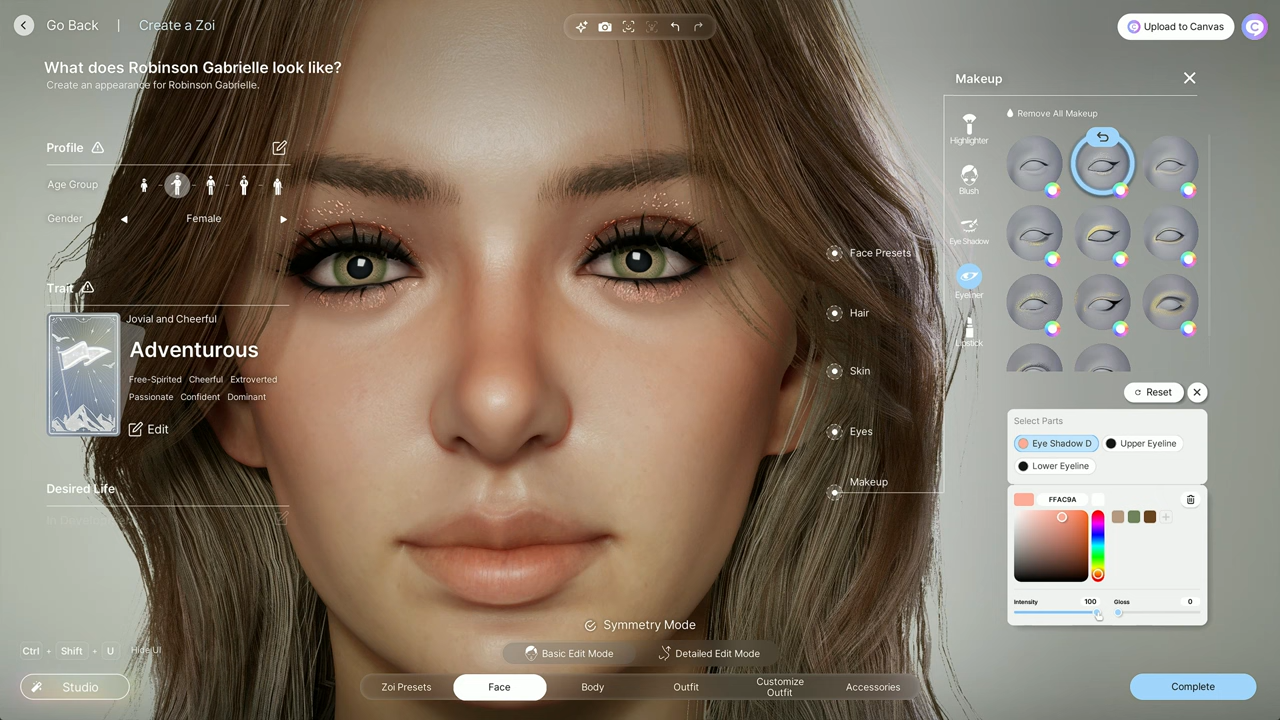 Go Back | Create a Zoi
Upload to Canvas
What does Robinson Gabrielle look like?
Create an appearance for Robinson Gabrielle.
Profile
Age Group
Gender
Female
Trait
Jovial and Cheerful
Adventurous
Free-Spirited Cheerful Extroverted
Passionate Confident Dominant
Edit
Desired Life
Ctrl + Shift + U Hide UI
Studio
Face Presets
Hair
Skin
Eyes
Makeup
Symmetry Mode
Basic Edit Mode
Detailed Edit Mode
Zoi Presets
Face
Body
Outfit
Customize
Outfit
Accessories
Makeup
Highlighter
Blush
Eye Shadow
Eyeliner
Lipstick
Remove All Makeup
Reset
Select Parts
Eye Shadow D
Upper Eyeline
Lower Eyeline
FFAC9A
Intensity 100
Gloss 0
Complete